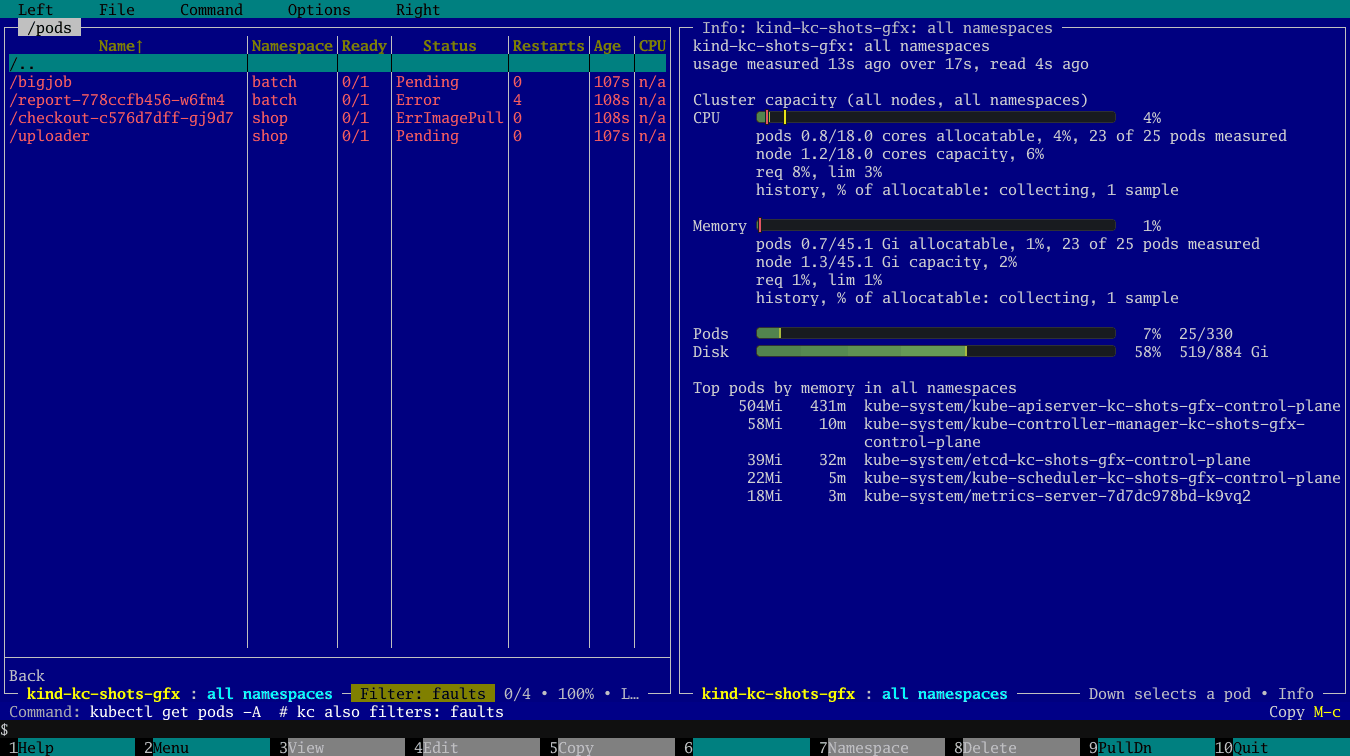 Left File Command Options Right
/pods
Name↑ Namespace Ready Status Restarts Age CPU
/..
/bigjob batch 0/1 Pending 0 107s n/a
/report-778ccfb456-w6fm4 batch 0/1 Error 4 108s n/a
/checkout-c576d7dff-gj9d7 shop 0/1 ErrImagePull 0 108s n/a
/uploader shop 0/1 Pending 0 107s n/a
Back
kind-kc-shots-gfx : all namespaces Filter: faults 0/4 • 100% • L…
Info: kind-kc-shots-gfx: all namespaces
kind-kc-shots-gfx: all namespaces
usage measured 13s ago over 17s, read 4s ago
Cluster capacity (all nodes, all namespaces)
CPU 4%
pods 0.8/18.0 cores allocatable, 4%, 23 of 25 pods measured
node 1.2/18.0 cores capacity, 6%
req 8%, lim 3%
history, % of allocatable: collecting, 1 sample
Memory 1%
pods 0.7/45.1 Gi allocatable, 1%, 23 of 25 pods measured
node 1.3/45.1 Gi capacity, 2%
req 1%, lim 1%
history, % of allocatable: collecting, 1 sample
Pods 7% 25/330
Disk 58% 519/884 Gi
Top pods by memory in all namespaces
504Mi 431m kube-system/kube-apiserver-kc-shots-gfx-control-plane
58Mi 10m kube-system/kube-controller-manager-kc-shots-gfx-
control-plane
39Mi 32m kube-system/etcd-kc-shots-gfx-control-plane
22Mi 5m kube-system/kube-scheduler-kc-shots-gfx-control-plane
18Mi 3m kube-system/metrics-server-7d7dc978bd-k9vq2
kind-kc-shots-gfx : all namespaces Down selects a pod • Info
Command: kubectl get pods -A # kc also filters: faults Copy M-c
$
1Help 2Menu 3View 4Edit 5Copy 6 7Namespace 8Delete 9PullDn 10Quit